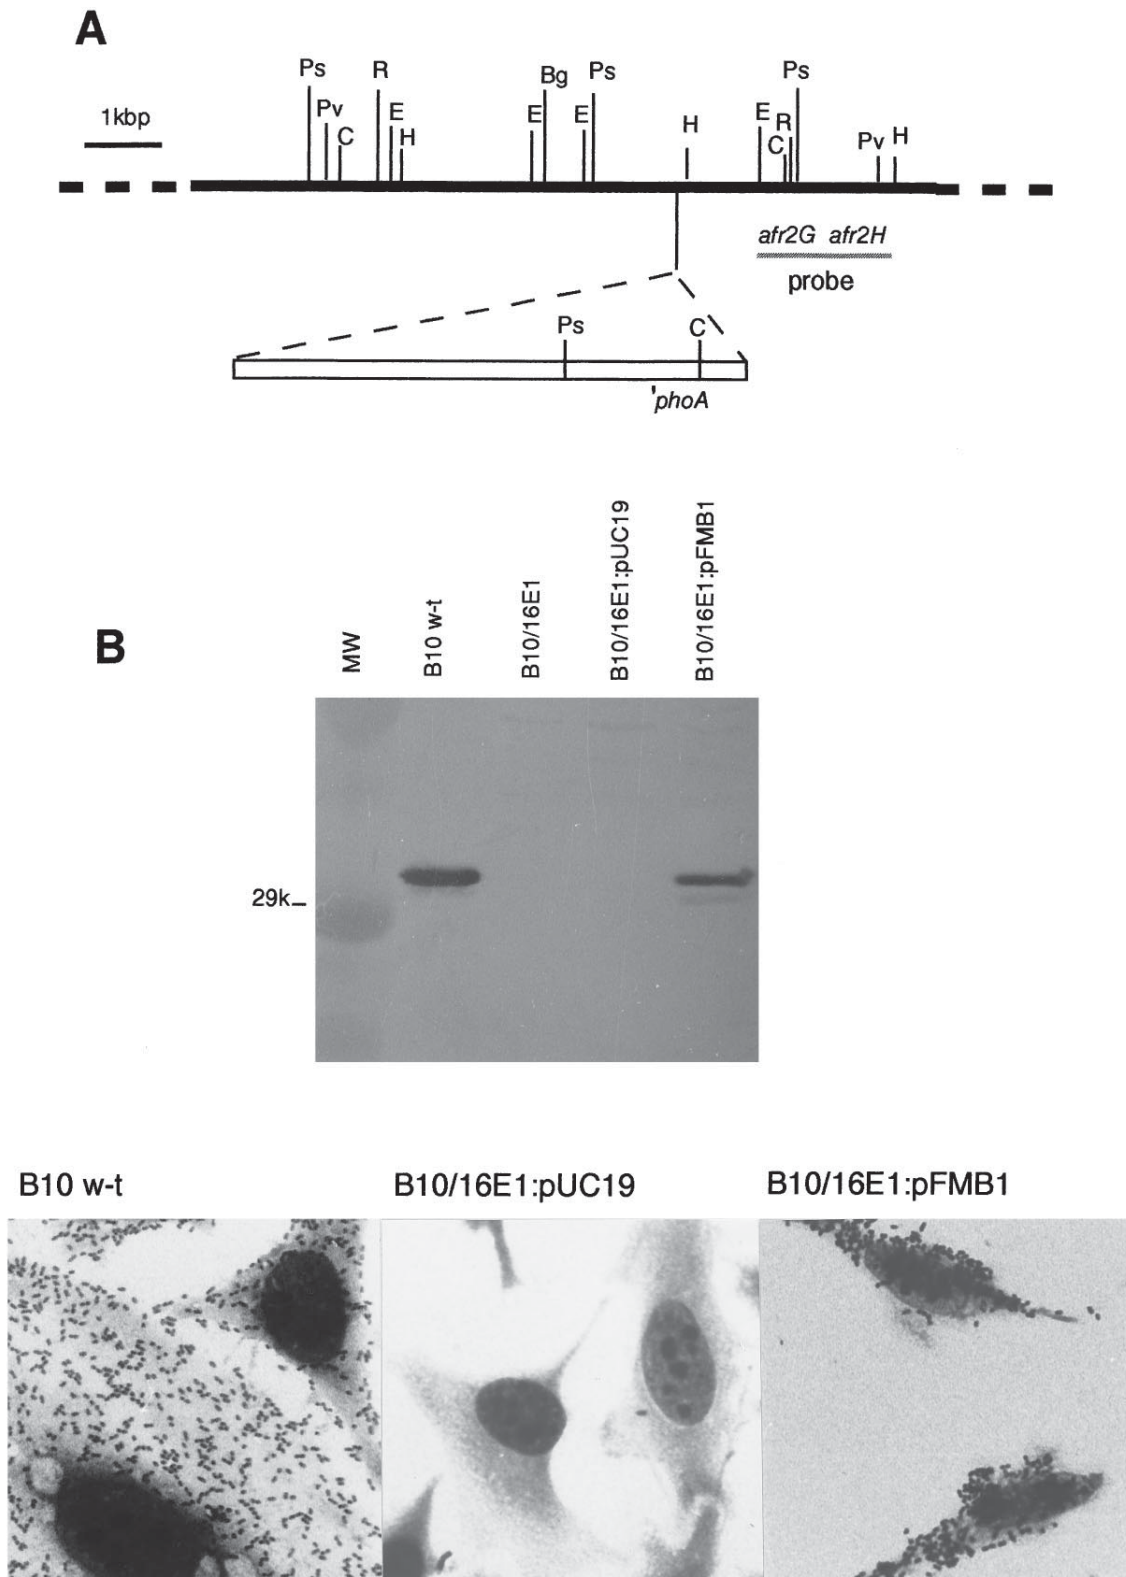 A
1kbp
Ps Pv C R E H E Bg E Ps H E C R Ps Pv H
afr2G afr2H
probe
Ps C
'phoA
B
MW B10 w-t B10/16E1 B10/16E1:pUC19 B10/16E1:pFMB1
29k
B10 w-t B10/16E1:pUC19 B10/16E1:pFMB1